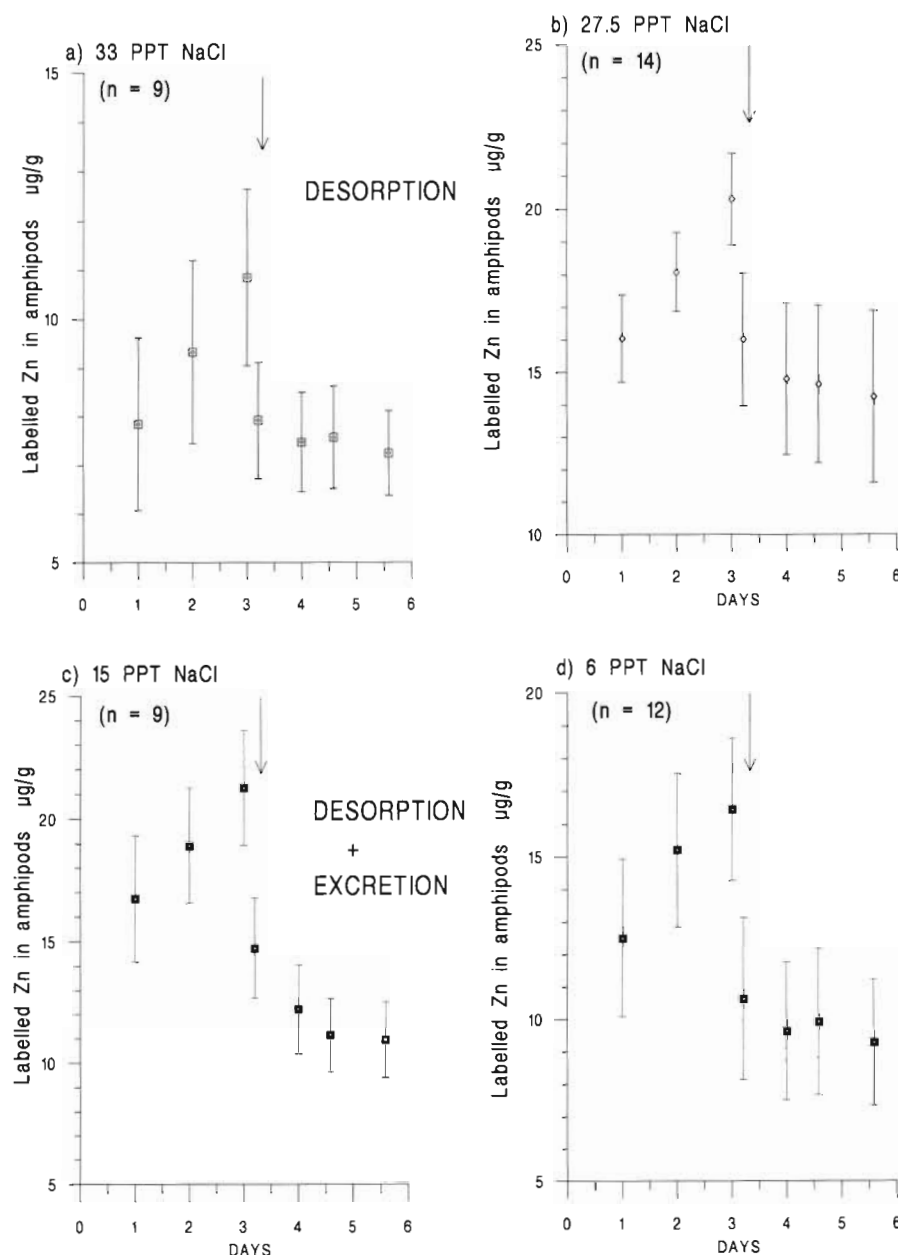 a) 33 PPT NaCl
(n = 9)
15
10
5
Labelled Zn in amphipods µg/g
DESORPTION
0 1 2 3 4 5 6
b) 27.5 PPT NaCl
(n = 14)
25
20
15
10
Labelled Zn in amphipods µg/g
0 1 2 3 4 5 6
DAYS
c) 15 PPT NaCl
(n = 9)
25
20
15
10
5
Labelled Zn in amphipods µg/g
DESORPTION
+
EXCRETION
0 1 2 3 4 5 6
DAYS
d) 6 PPT NaCl
(n = 12)
20
15
10
5
Labelled Zn in amphipods µg/g
0 1 2 3 4 5 6
DAYS